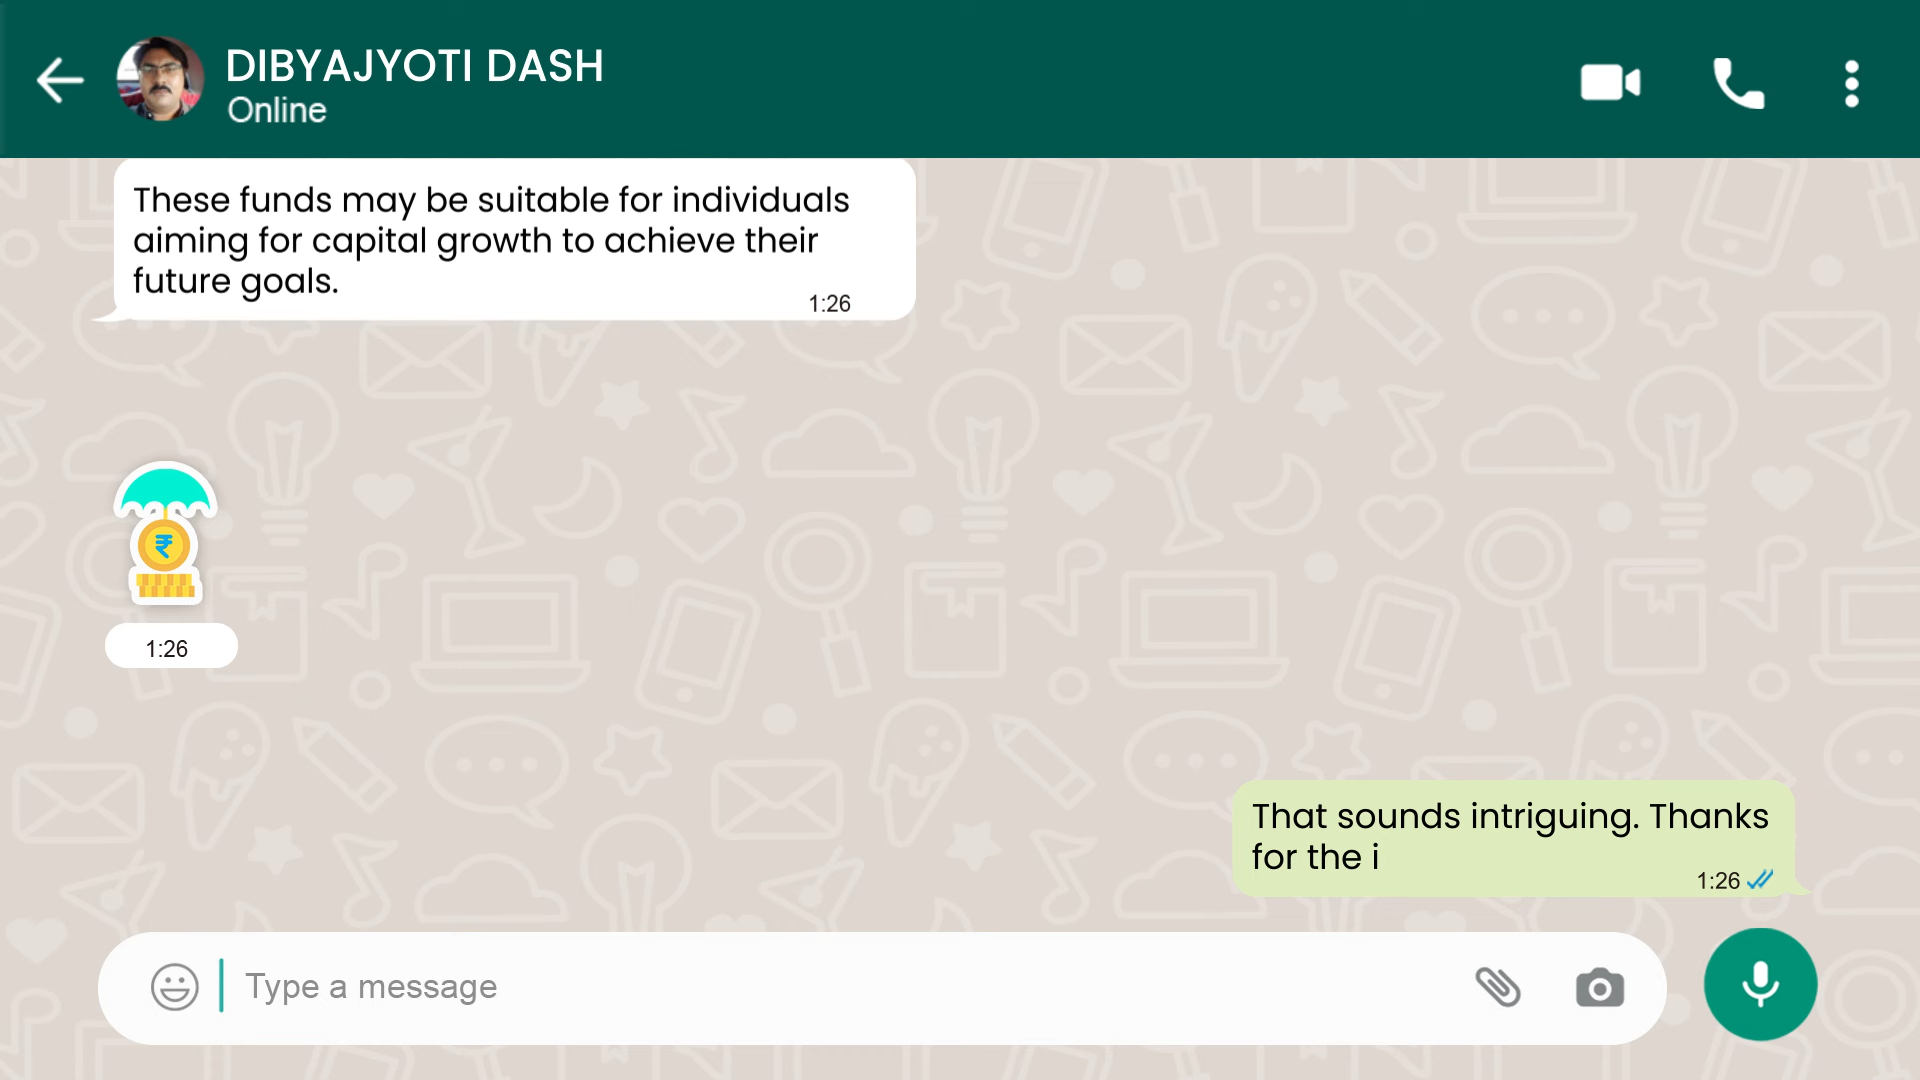 DIBYAJYOTI DASH
Online
These funds may be suitable for individuals
aiming for capital growth to achieve their
future goals.
1:26
₹
1:26
That sounds intriguing. Thanks
for the i
1:26
Type a message